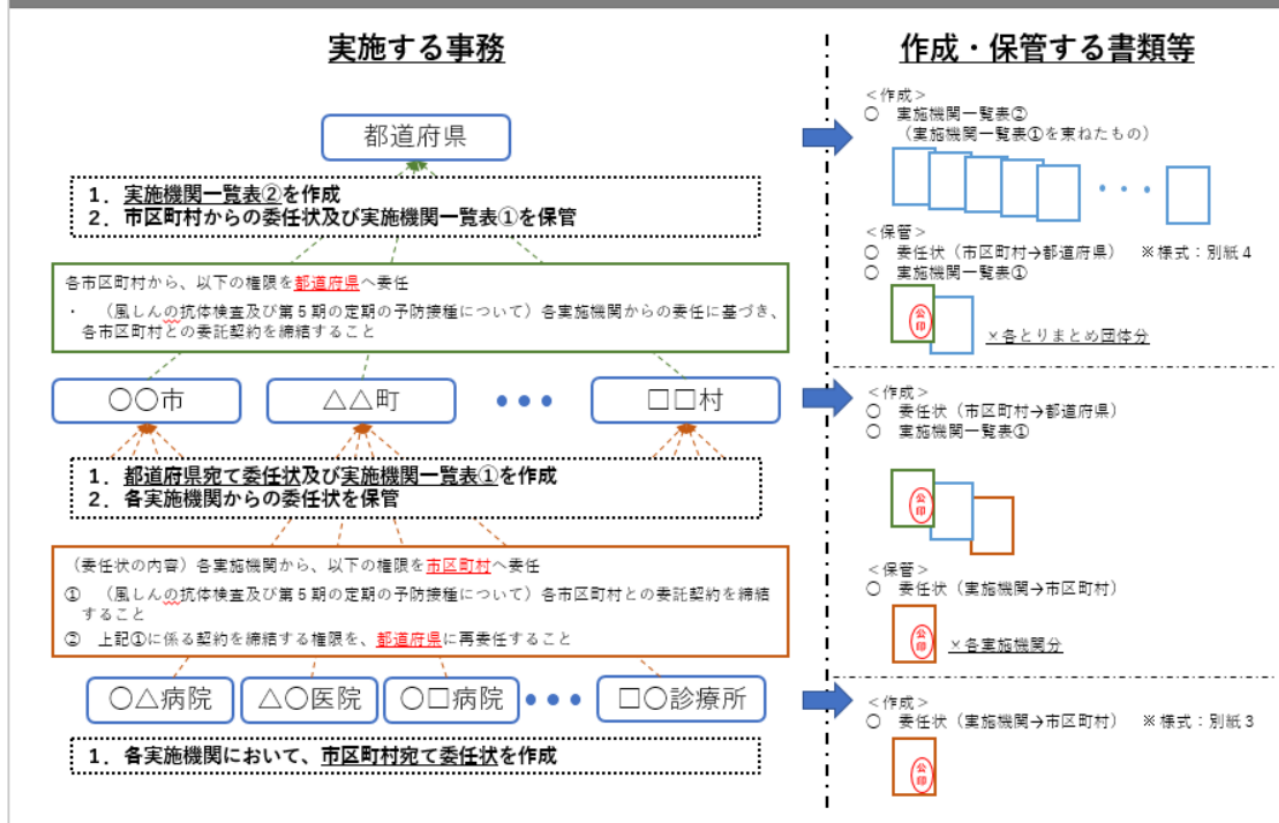 実施する事務
都道府県
1．実施機関一覧表②を作成
2．市区町村からの委任状及び実施機関一覧表①を保管
各市区町村から、以下の権限を都道府県へ委任
・　（風しんの抗体検査及び第５期の定期の予防接種について）各実施機関からの委任に基づき、
各市区町村との委託契約を締結すること
〇〇市
△△町
●●●
□□村
1．都道府県宛て委任状及び実施機関一覧表①を作成
2．各実施機関からの委任状を保管
（委任状の内容）各実施機関から、以下の権限を市区町村へ委任
①　（風しんの抗体検査及び第５期の定期の予防接種について）各市区町村との委託契約を締結
すること
②　上記①に係る契約を締結する権限を、都道府県に再委任すること
〇△病院
△〇医院
〇□病院
●●●
□〇診療所
1．各実施機関において、市区町村宛て委任状を作成
作成・保管する書類等
＜作成＞
〇　実施機関一覧表②
（実施機関一覧表①を束ねたもの）
・・・
＜保管＞
〇　委任状（市区町村→都道府県）　※様式：別紙４
〇　実施機関一覧表①
公印
×各とりまとめ団体分
＜作成＞
〇　委任状（市区町村→都道府県）
〇　実施機関一覧表①
公印
＜保管＞
〇　委任状（実施機関→市区町村）
公印
×各実施機関分
＜作成＞
〇　委任状（実施機関→市区町村）　※様式：別紙３
公印